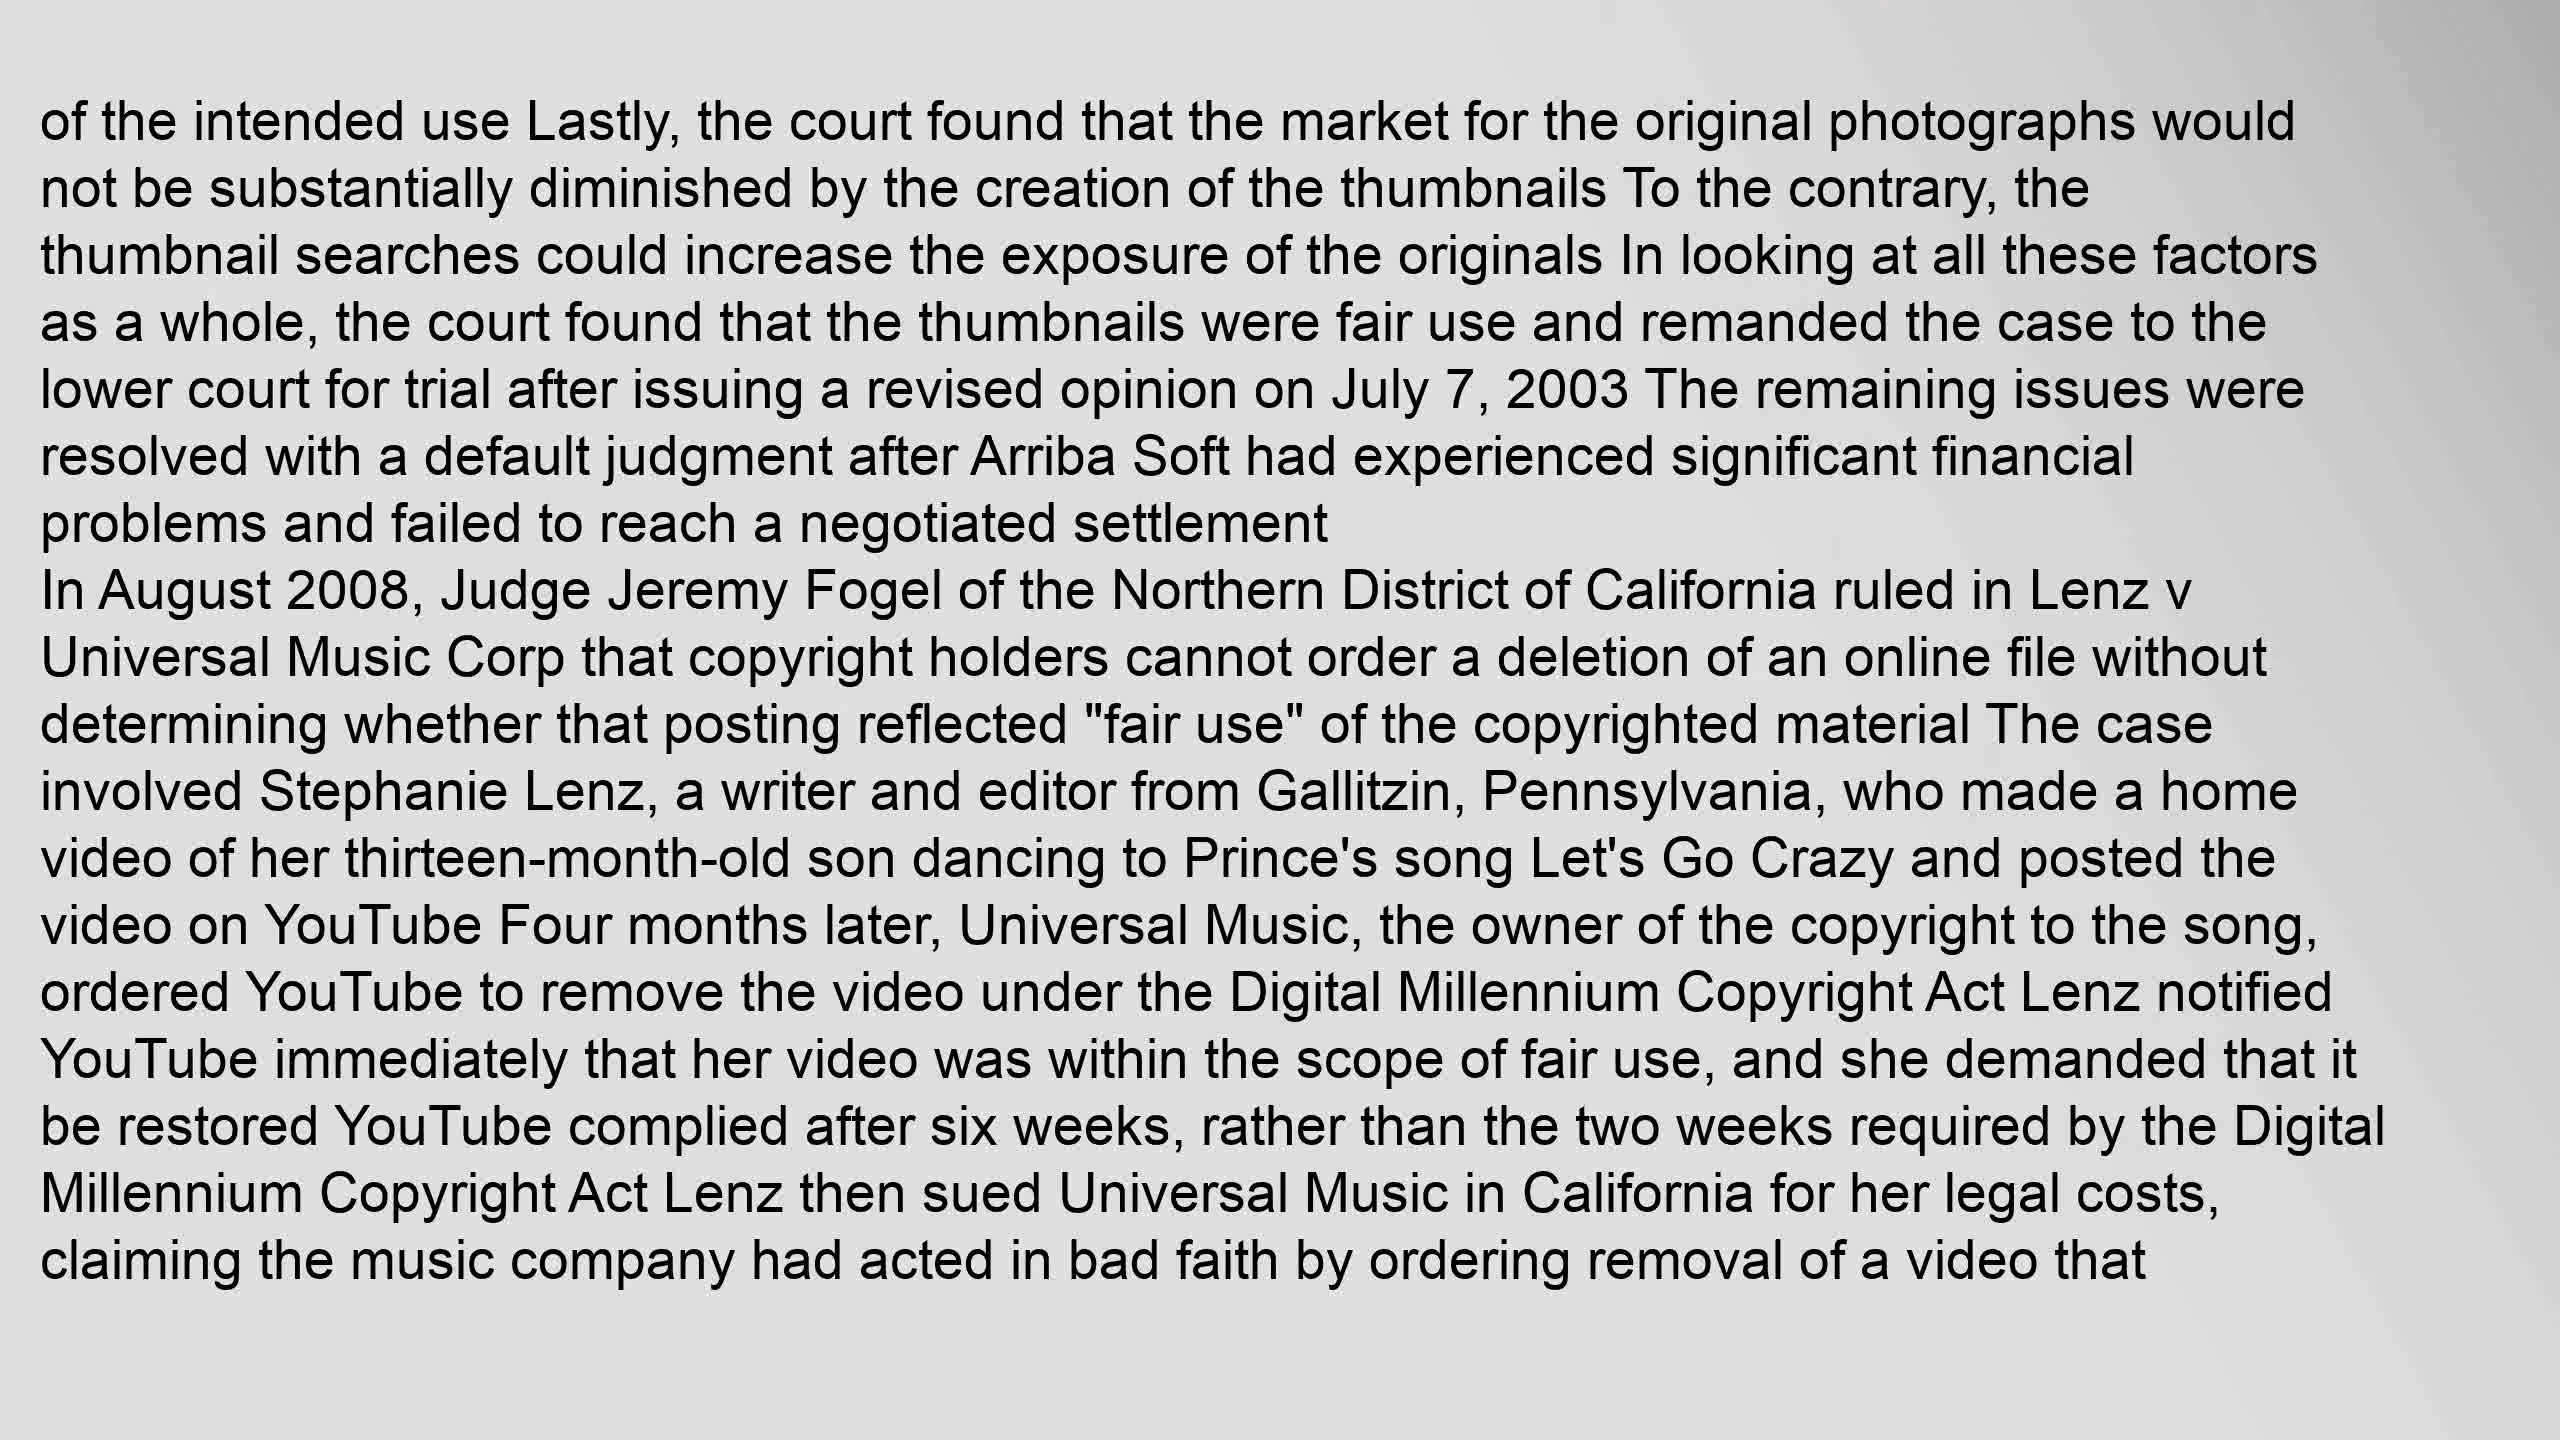 of the intended use Lastly, the court found that the market for the original photographs would
not be substantially diminished by the creation of the thumbnails To the contrary, the
thumbnail searches could increase the exposure of the originals In looking at all these factors
as a whole, the court found that the thumbnails were fair use and remanded the case to the
lower court for trial after issuing a revised opinion on July 7, 2003 The remaining issues were
resolved with a default judgment after Arriba Soft had experienced significant financial
problems and failed to reach a negotiated settlement
In August 2008, Judge Jeremy Fogel of the Northern District of California ruled in Lenz v
Universal Music Corp that copyright holders cannot order a deletion of an online file without
determining whether that posting reflected "fair use" of the copyrighted material The case
involved Stephanie Lenz, a writer and editor from Gallitzin, Pennsylvania, who made a home
video of her thirteen-month-old son dancing to Prince's song Let's Go Crazy and posted the
video on YouTube Four months later, Universal Music, the owner of the copyright to the song,
ordered YouTube to remove the video under the Digital Millennium Copyright Act Lenz notified
YouTube immediately that her video was within the scope of fair use, and she demanded that it
be restored YouTube complied after six weeks, rather than the two weeks required by the Digital
Millennium Copyright Act Lenz then sued Universal Music in California for her legal costs,
claiming the music company had acted in bad faith by ordering removal of a video that